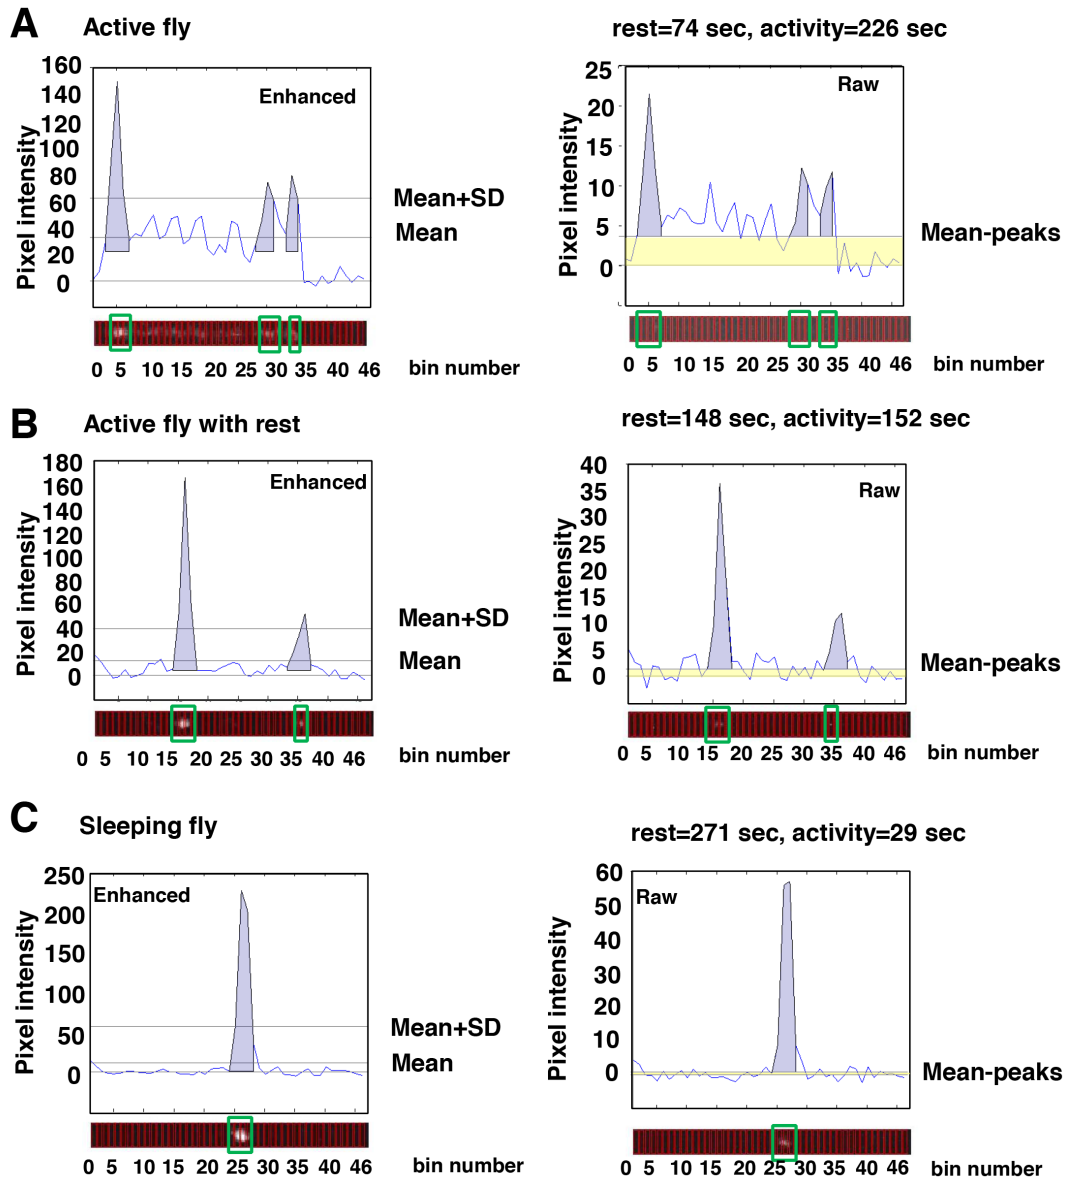 A
Active fly
rest=74 sec, activity=226 sec
160
140
120
100
80
60
40
20
0
Pixel intensity
Enhanced
Mean+SD
Mean
0 5 10 15 20 25 30 35 40 46
bin number
25
20
15
10
5
0
Pixel intensity
Raw
Mean-peaks
0 5 10 15 20 25 30 35 40 46
bin number
B
Active fly with rest
rest=148 sec, activity=152 sec
180
160
140
120
100
80
60
40
20
0
Pixel intensity
Enhanced
Mean+SD
Mean
0 5 10 15 20 25 30 35 40 46
bin number
40
35
30
25
20
15
10
5
0
Pixel intensity
Raw
Mean-peaks
0 5 10 15 20 25 30 35 40 46
bin number
C
Sleeping fly
rest=271 sec, activity=29 sec
250
200
150
100
50
0
Pixel intensity
Enhanced
Mean+SD
Mean
0 5 10 15 20 25 30 35 40 46
bin number
60
50
40
30
20
10
0
Pixel intensity
Raw
Mean-peaks
0 5 10 15 20 25 30 35 40 46
bin number